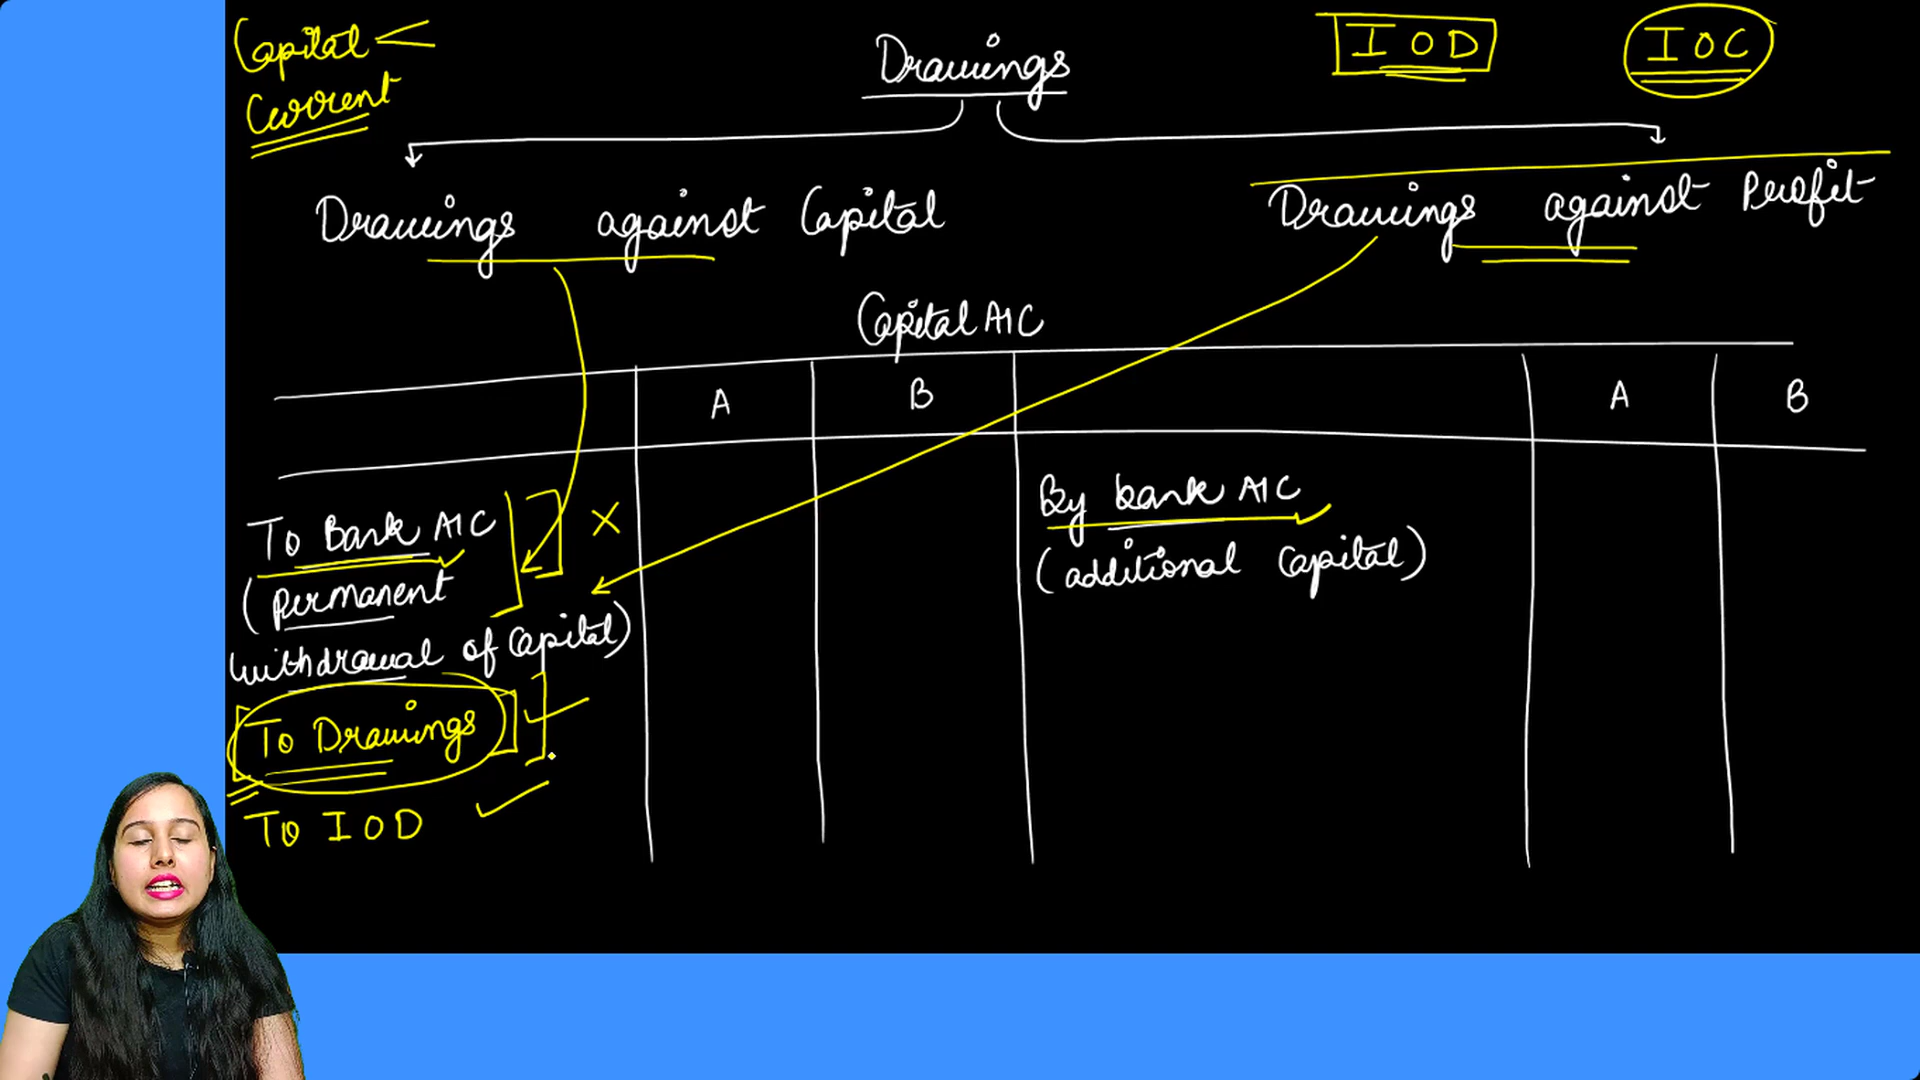 Capital
Current
Drawings
IOD
IOC
Drawings against Capital
Drawings against Profit
Capital A/C
A
B
A
B
To Bank A/C
(Permanent
withdrawal of Capital)
X
By bank A/C
(additional Capital)
To Drawings
To IOD